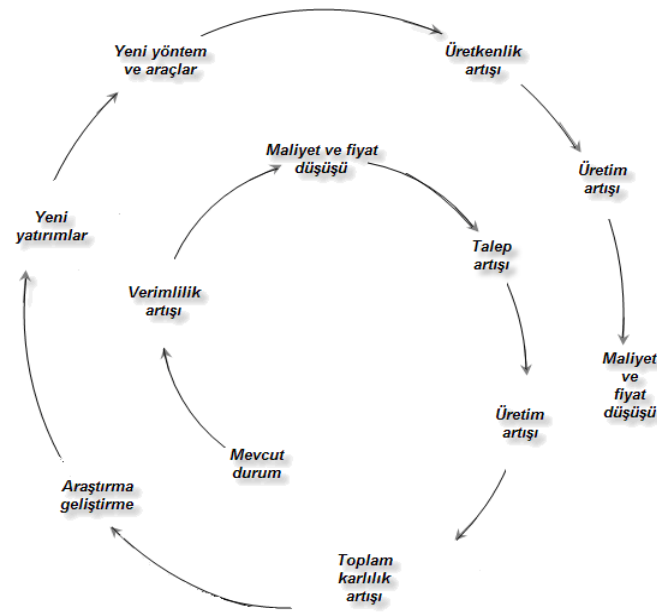 Yeni yöntem
ve araçlar
Üretkenlik
artışı
Maliyet ve fiyat
düşüşü
Üretim
artışı
Yeni
yatırımlar
Talep
artışı
Verimlilik
artışı
Maliyet
ve
fiyat
düşüşü
Üretim
artışı
Mevcut
durum
Araştırma
geliştirme
Toplam
karlılık
artışı